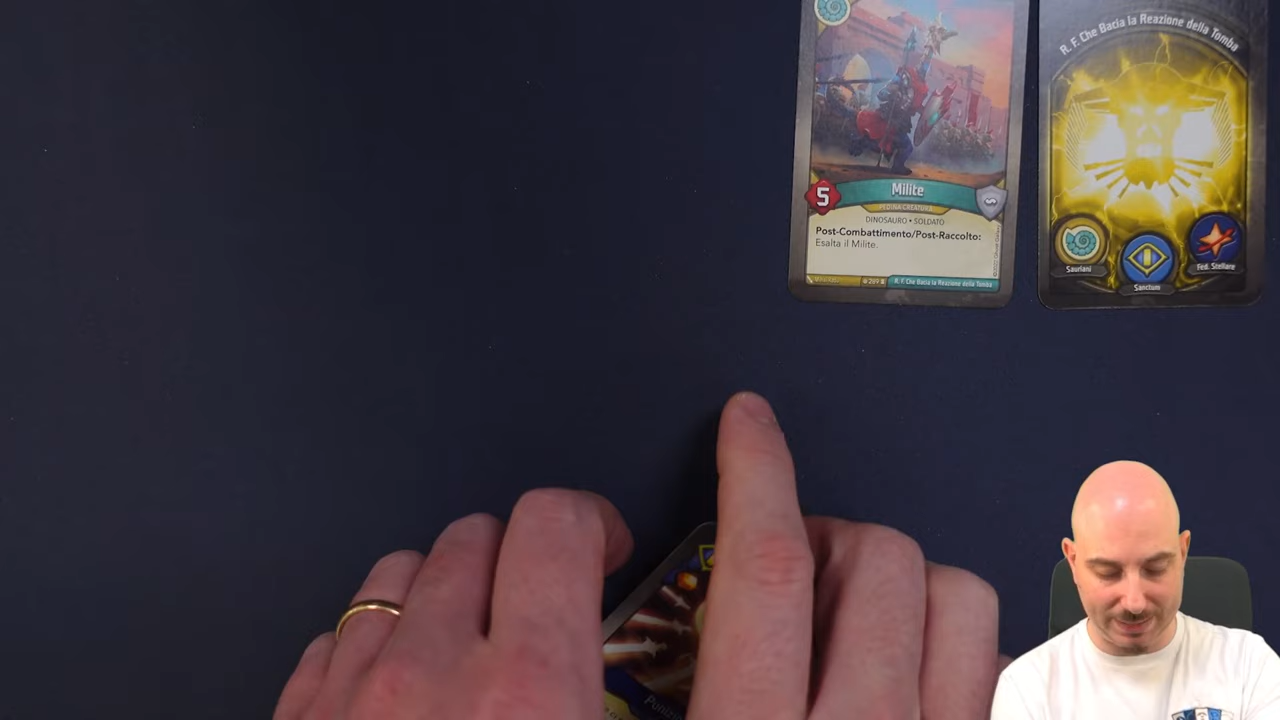 5
Milite
PEDINA CREATURA
DINOSAURO • SOLDATO
Post-Combattimento/Post-Raccolto:
Esalta il Milite.
269
R. F. Che Bacia la Reazione della Tomba
R. F. Che Bacia la Reazione della Tomba
Sauriani
Sanctum
Fed. Stellare